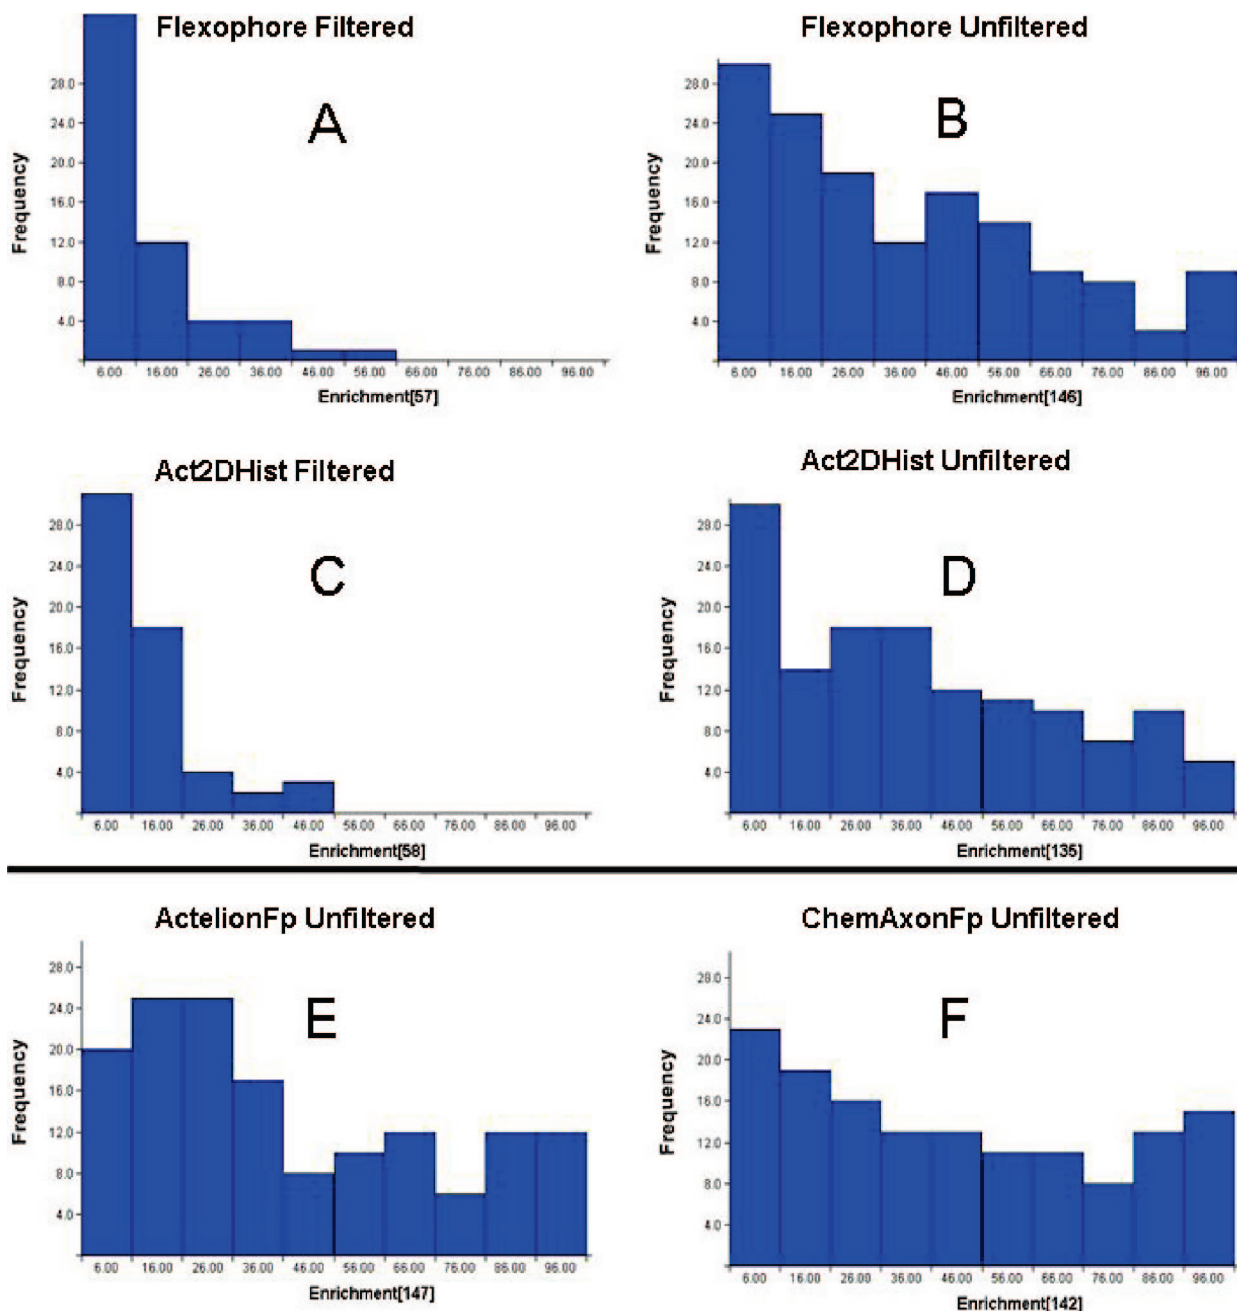 Flexophore Filtered
A
Frequency
28.0
24.0
20.0
16.0
12.0
8.0
4.0
6.00 16.00 26.00 36.00 46.00 56.00 66.00 76.00 86.00 96.00
Enrichment[57]
Flexophore Unfiltered
B
Frequency
28.0
24.0
20.0
16.0
12.0
8.0
4.0
6.00 16.00 26.00 36.00 46.00 56.00 66.00 76.00 86.00 96.00
Enrichment[146]
Act2DHist Filtered
C
Frequency
28.0
24.0
20.0
16.0
12.0
8.0
4.0
6.00 16.00 26.00 36.00 46.00 56.00 66.00 76.00 86.00 96.00
Enrichment[58]
Act2DHist Unfiltered
D
Frequency
28.0
24.0
20.0
16.0
12.0
8.0
4.0
6.00 16.00 26.00 36.00 46.00 56.00 66.00 76.00 86.00 96.00
Enrichment[135]
ActelionFp Unfiltered
E
Frequency
28.0
24.0
20.0
16.0
12.0
8.0
4.0
6.00 16.00 26.00 36.00 46.00 56.00 66.00 76.00 86.00 96.00
Enrichment[147]
ChemAxonFp Unfiltered
F
Frequency
28.0
24.0
20.0
16.0
12.0
8.0
4.0
6.00 16.00 26.00 36.00 46.00 56.00 66.00 76.00 86.00 96.00
Enrichment[142]